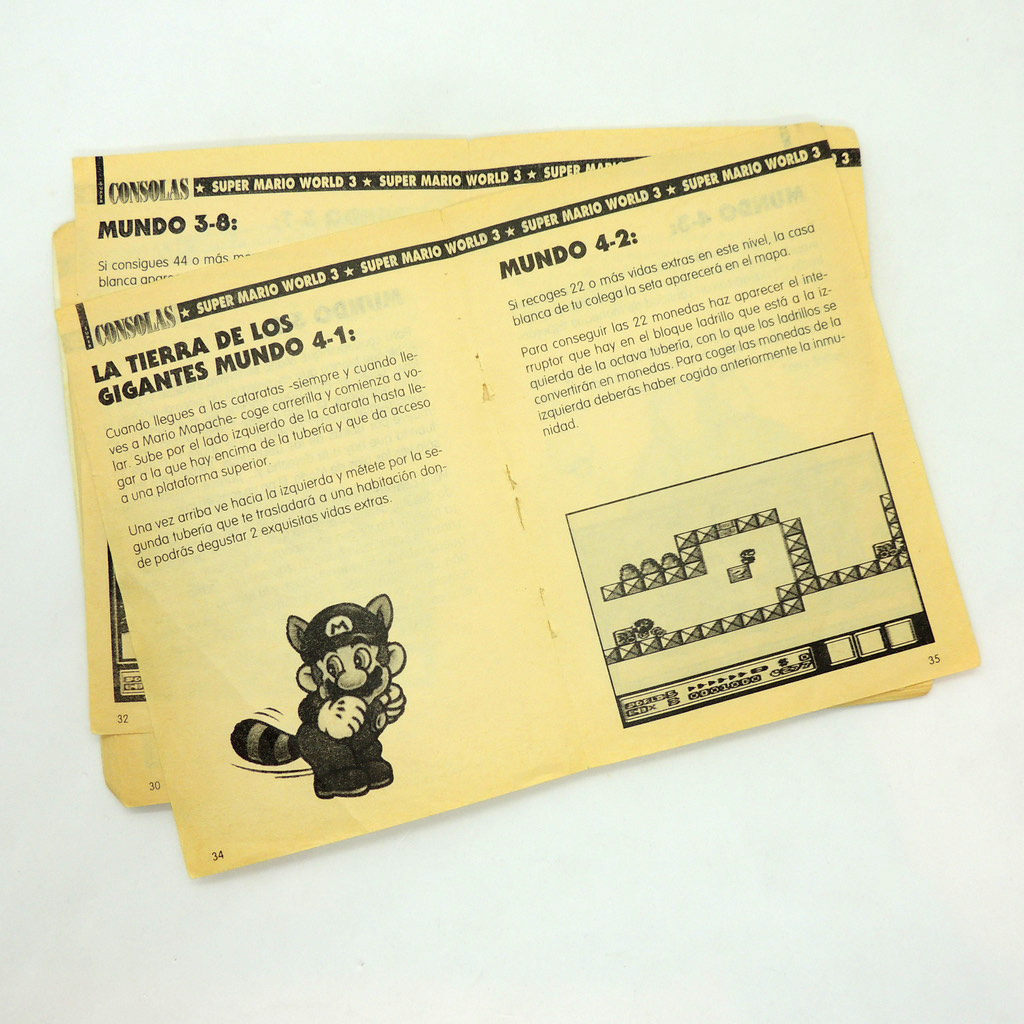 CONSOLAS ★ SUPER MARIO WORLD 3 ★ SUPER MARIO WORLD 3 ★ SUPER MARIO
MUNDO 3-8:
Si consigues 44 o más
blanca
32
30
CONSOLAS ★ SUPER MARIO WORLD 3 ★ SUPER MARIO WORLD 3 ★ SUPER MARIO WORLD 3 ★ SUPER MARIO WORLD 3
LA TIERRA DE LOS
GIGANTES MUNDO 4-1:
Cuando llegues a las cataratas -siempre y cuando lle-
ves a Mario Mapache- coge carrerilla y comienza a vo-
lar. Sube por el lado izquierdo de la catarata hasta lle-
gar a la que hay encima de la tubería y que da acceso
a una plataforma superior.
Una vez arriba ve hacia la izquierda y métete por la se-
gunda tubería que te trasladará a una habitación don-
de podrás degustar 2 exquisitas vidas extras.
M
34
MUNDO 4-2:
Si recoges 22 o más vidas extras en este nivel, la casa
blanca de tu colega la seta aparecerá en el mapa.
Para conseguir las 22 monedas haz aparecer el inte-
rruptor que hay en el bloque ladrillo que está a la iz-
quierda de la octava tubería, con lo que los ladrillos se
convertirán en monedas. Para coger las monedas de la
izquierda deberás haber cogido anteriormente la inmu-
nidad.
35